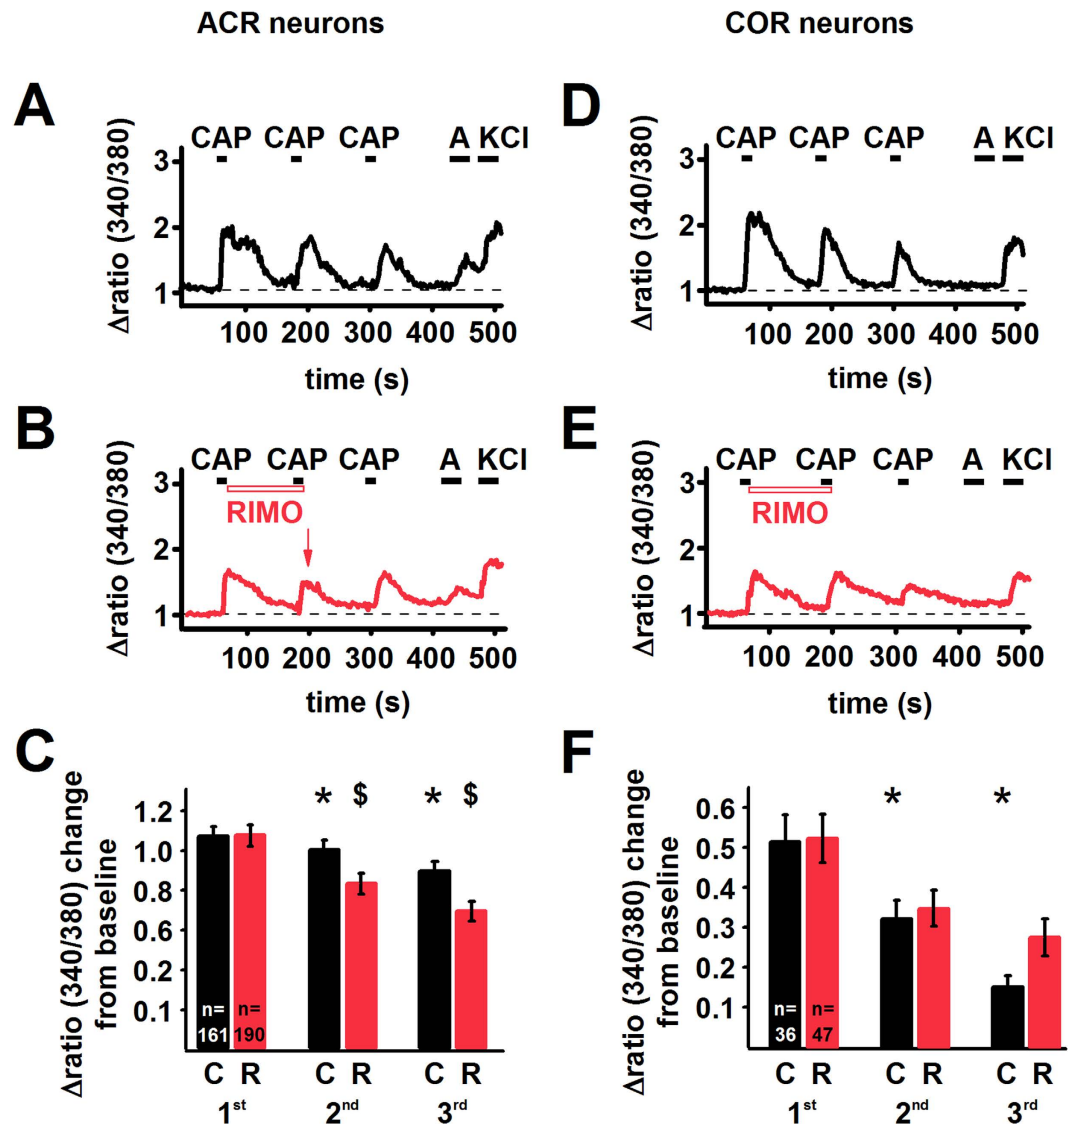 ACR neurons
COR neurons
A
CAP CAP CAP A KCl
Δratio (340/380)
3
2
1
100 200 300 400 500
time (s)
D
CAP CAP CAP A KCl
Δratio (340/380)
3
2
1
100 200 300 400 500
time (s)
B
CAP CAP CAP A KCl
RIMO
Δratio (340/380)
3
2
1
100 200 300 400 500
time (s)
E
CAP CAP CAP A KCl
RIMO
Δratio (340/380)
3
2
1
100 200 300 400 500
time (s)
C
Δratio (340/380) change
from baseline
* $ * $
1.2
1.0
0.8
0.6
0.2
0.1
n= n=
161 190
C R C R C R
1st 2nd 3rd
F
Δratio (340/380) change
from baseline
* *
0.6
0.5
0.4
0.3
0.2
0.1
n= n=
36 47
C R C R C R
1st 2nd 3rd